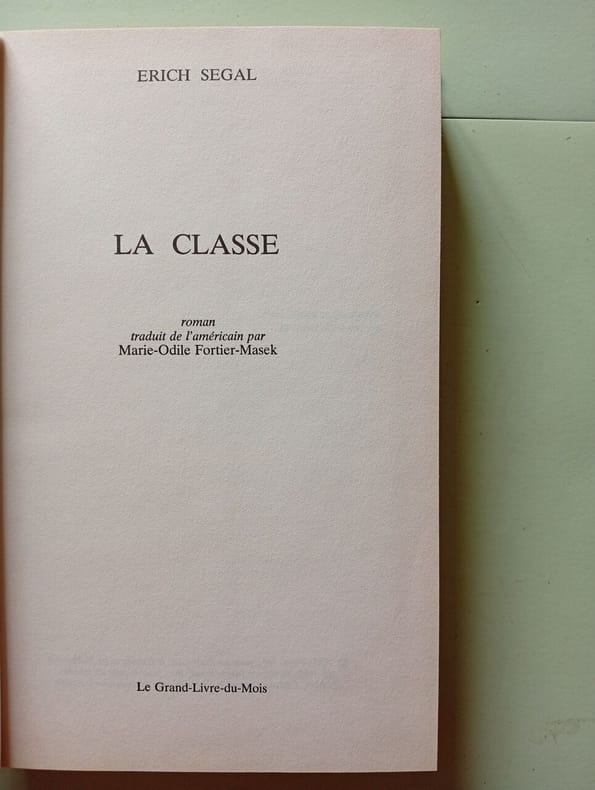 ERICH SEGAL
LA CLASSE
roman
traduit de l'américain par
Marie-Odile Fortier-Masek
Le Grand-Livre-du-Mois